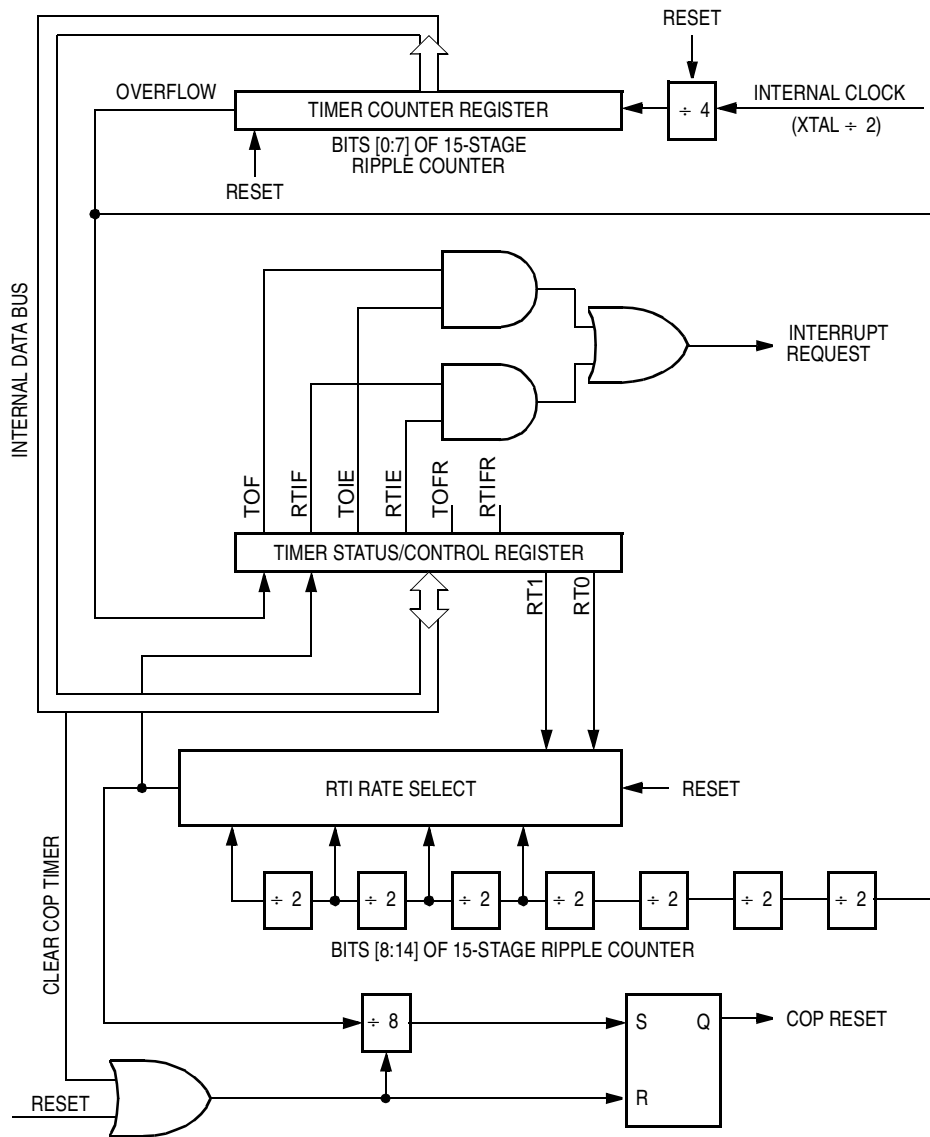 RESET
OVERFLOW
TIMER COUNTER REGISTER
÷ 4
INTERNAL CLOCK
(XTAL ÷ 2)
BITS [0:7] OF 15-STAGE
RIPPLE COUNTER
RESET
INTERNAL DATA BUS
INTERRUPT
REQUEST
TOF
RTIF
TOIE
RTIE
TOFR
RTIFR
TIMER STATUS/CONTROL REGISTER
RT1
RT0
RTI RATE SELECT
RESET
÷ 2
÷ 2
÷ 2
÷ 2
÷ 2
÷ 2
÷ 2
BITS [8:14] OF 15-STAGE RIPPLE COUNTER
CLEAR COP TIMER
÷ 8
S
Q
COP RESET
R
RESET